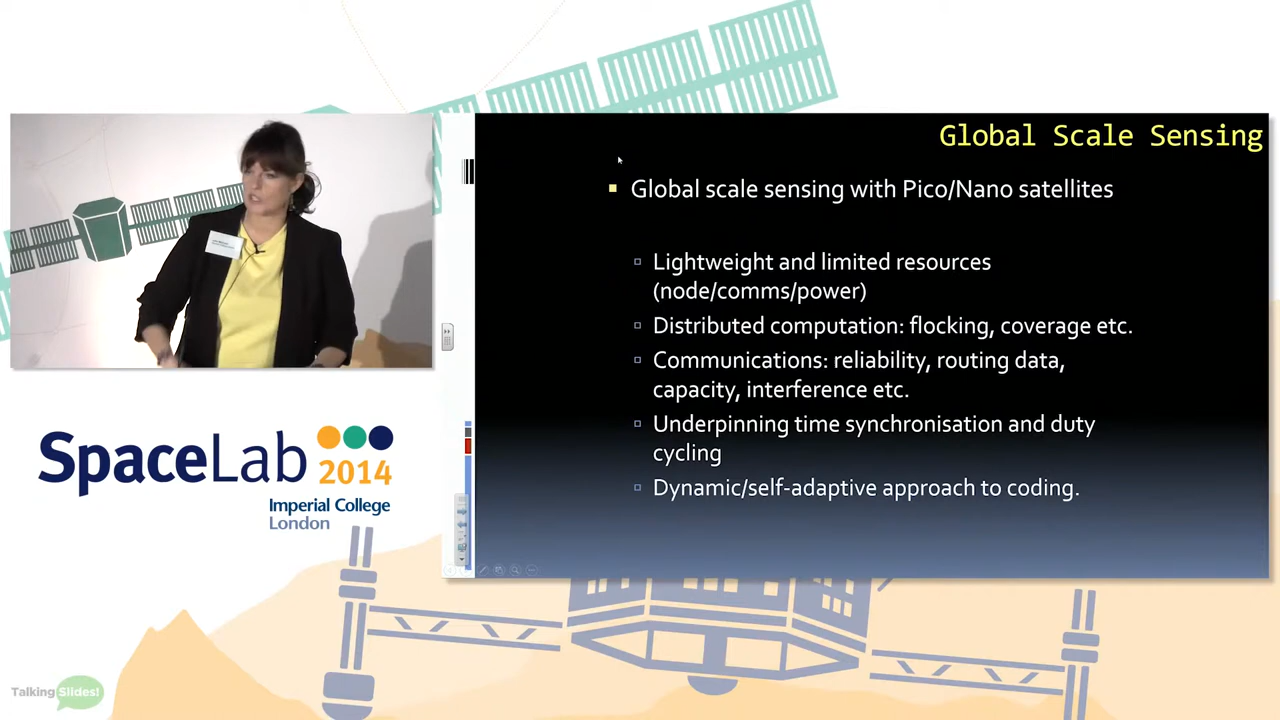 Global Scale Sensing
▪ Global scale sensing with Pico/Nano satellites
▫ Lightweight and limited resources
(node/comms/power)
▫ Distributed computation: flocking, coverage etc.
▫ Communications: reliability, routing data,
capacity, interference etc.
▫ Underpinning time synchronisation and duty
cycling
▫ Dynamic/self-adaptive approach to coding.
SpaceLab
2014
Imperial College
London
TalkingSlides!